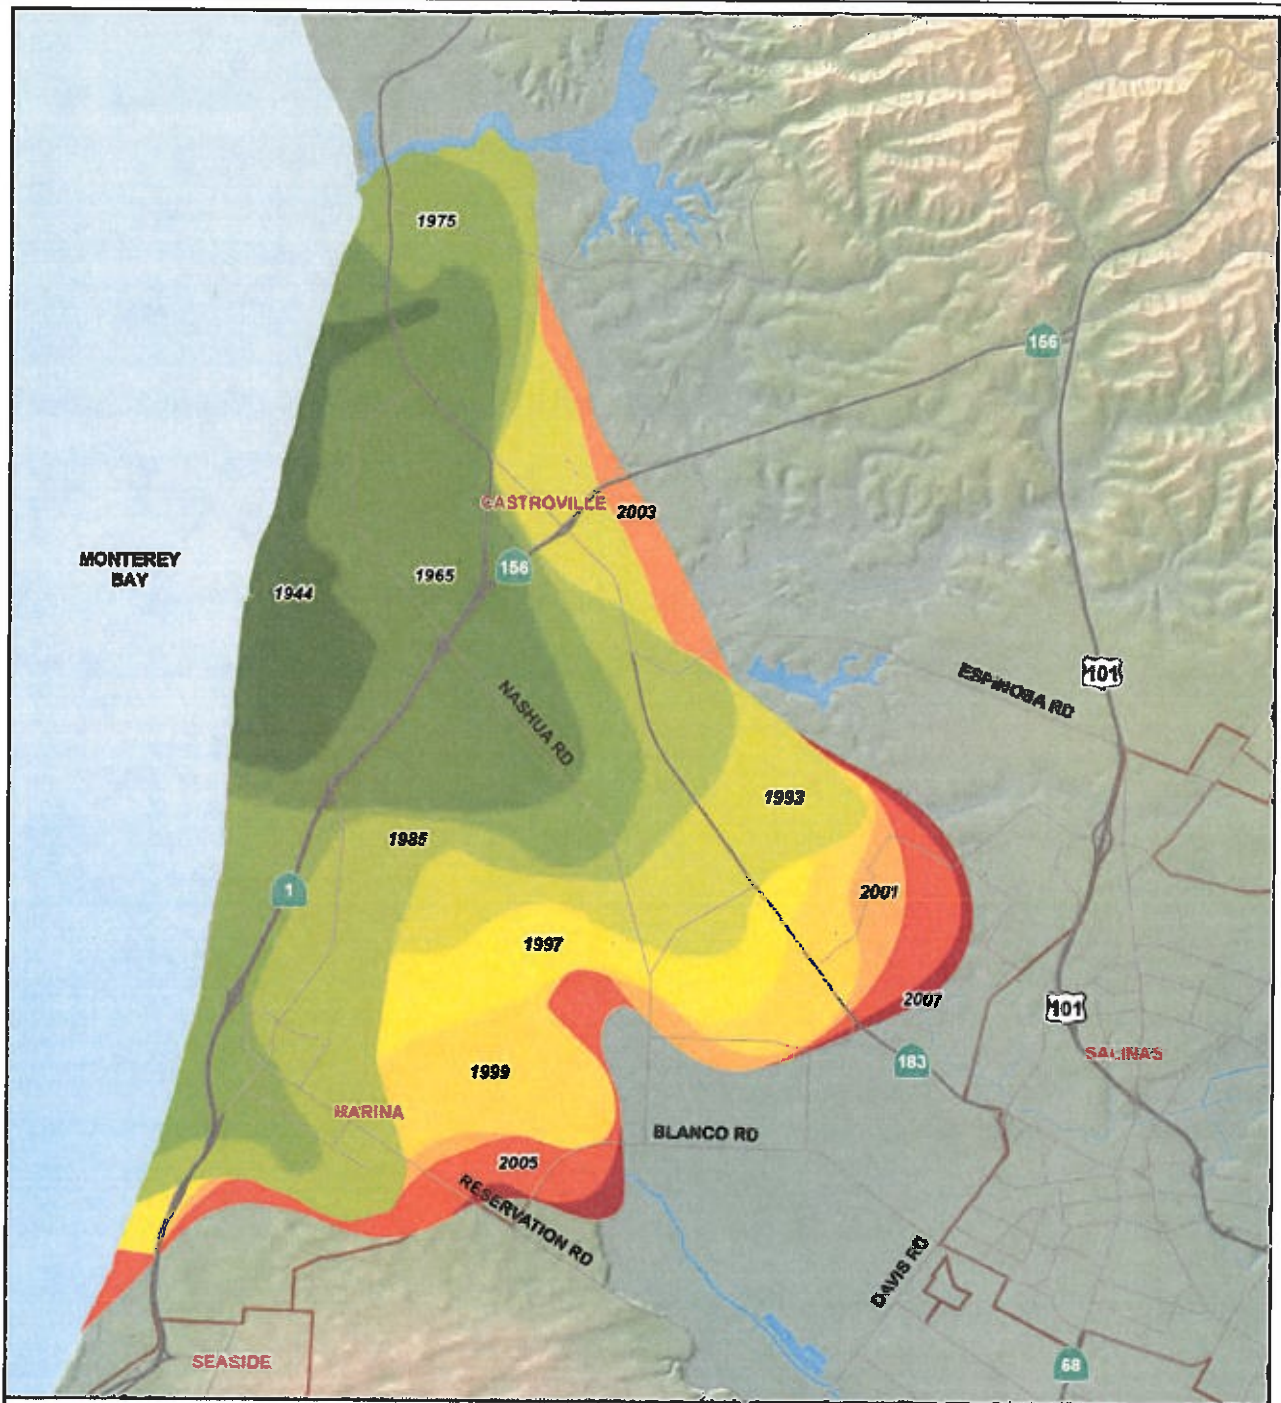 1975
156
CASTROVILLE
2003
MONTEREY
BAY
1965
156
1944
101
ESPINOSA RD
NASHUA RD
1993
1985
1
2001
1997
2007
101
SALINAS
183
1999
MARINA
BLANCO RD
2005
RESERVATION RD
DAVIS RD
SEASIDE
68